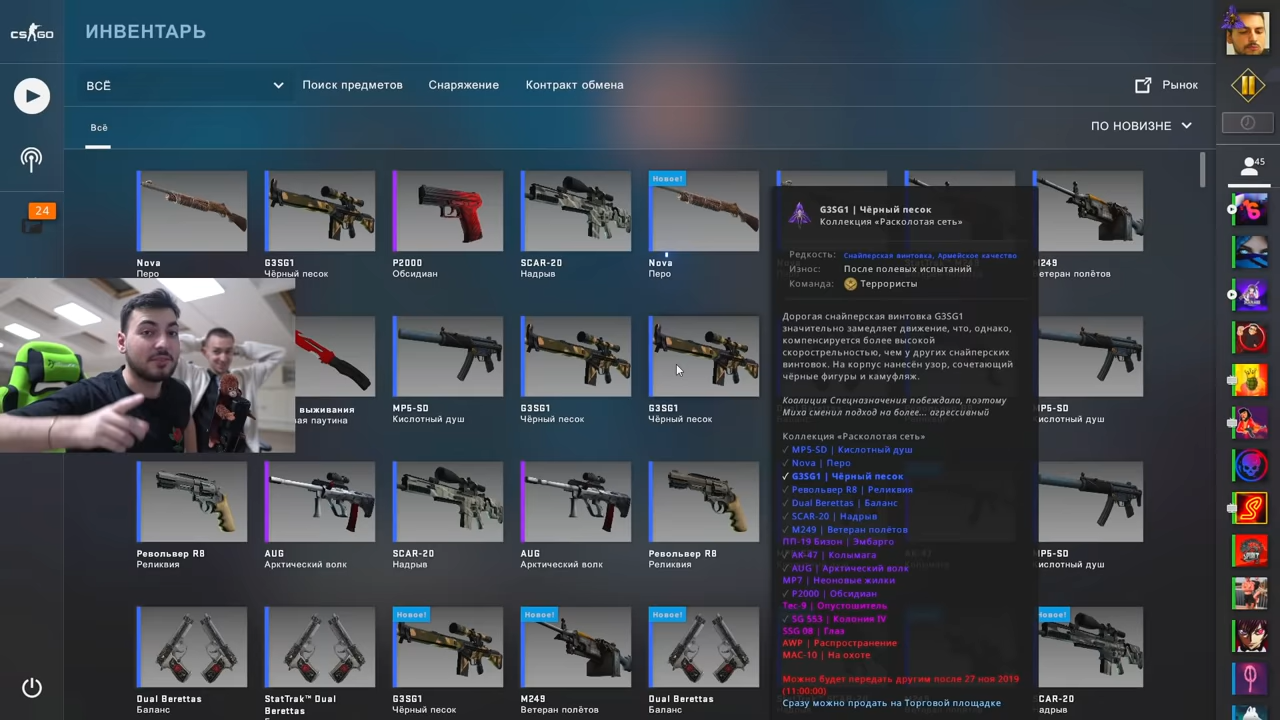 CS:GO
ИНВЕНТАРЬ
ВСЁ
Поиск предметов
Снаряжение
Контракт обмена
Рынок
Всё
ПО НОВИЗНЕ
45
24
Новое!
Nova
Перо
G3SG1
Чёрный песок
P2000
Обсидиан
SCAR-20
Надрыв
Nova
Перо
M249
Ветеран полётов
G3SG1 | Чёрный песок
Коллекция «Расколотая сеть»
Редкость: Снайперская винтовка, Армейское качество
Износ: После полевых испытаний
Команда: Террористы
Дорогая снайперская винтовка G3SG1
значительно замедляет движение, что, однако,
компенсируется более высокой
скорострельностью, чем у других снайперских
винтовок. На корпус нанесён узор, сочетающий
чёрные фигуры и камуфляж.
Коалиция Спецназначения побеждала, поэтому
Миха сменил подход на более... агрессивный
Коллекция «Расколотая сеть»
✓ MP5-SD | Кислотный душ
✓ Nova | Перо
✓ G3SG1 | Чёрный песок
✓ Револьвер R8 | Реликвия
✓ Dual Berettas | Баланс
✓ SCAR-20 | Надрыв
✓ M249 | Ветеран полётов
ПП-19 Бизон | Эмбарго
✓ AK-47 | Колымага
✓ AUG | Арктический волк
MP7 | Неоновые жилки
✓ P2000 | Обсидиан
Tec-9 | Опустошитель
✓ SG 553 | Колония IV
SSG 08 | Глаз
AWP | Распространение
MAC-10 | На охоте
Можно будет передать другим после 27 ноя 2019
(11:00:00)
Сразу можно продать на Торговой площадке
выживания
ая паутина
MP5-SD
Кислотный душ
G3SG1
Чёрный песок
G3SG1
Чёрный песок
MP5-SD
Кислотный душ
Револьвер R8
Реликвия
AUG
Арктический волк
SCAR-20
Надрыв
AUG
Арктический волк
Револьвер R8
Реликвия
MP5-SD
Кислотный душ
Новое!
Новое!
Новое!
Новое!
Dual Berettas
Баланс
StatTrak™ Dual
Berettas
Баланс
G3SG1
Чёрный песок
M249
Ветеран полётов
Dual Berettas
Баланс
SCAR-20
Надрыв